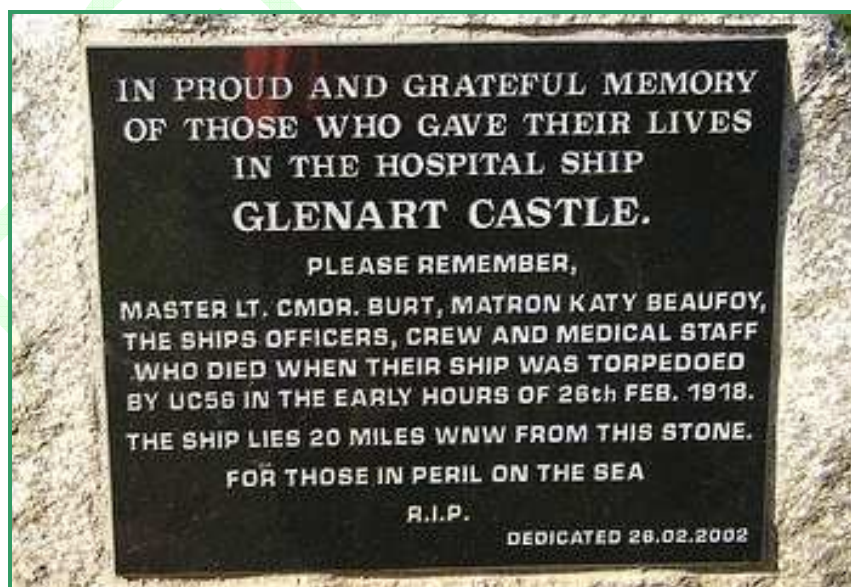 IN PROUD AND GRATEFUL MEMORY
OF THOSE WHO GAVE THEIR LIVES
IN THE HOSPITAL SHIP
GLENART CASTLE.
PLEASE REMEMBER,
MASTER LT. CMDR. BURT, MATRON KATY BEAUFOY,
THE SHIPS OFFICERS, CREW AND MEDICAL STAFF
WHO DIED WHEN THEIR SHIP WAS TORPEDOED
BY UC56 IN THE EARLY HOURS OF 26th FEB. 1918.
THE SHIP LIES 20 MILES WNW FROM THIS STONE.
FOR THOSE IN PERIL ON THE SEA
R.I.P.
DEDICATED 26.02.2002